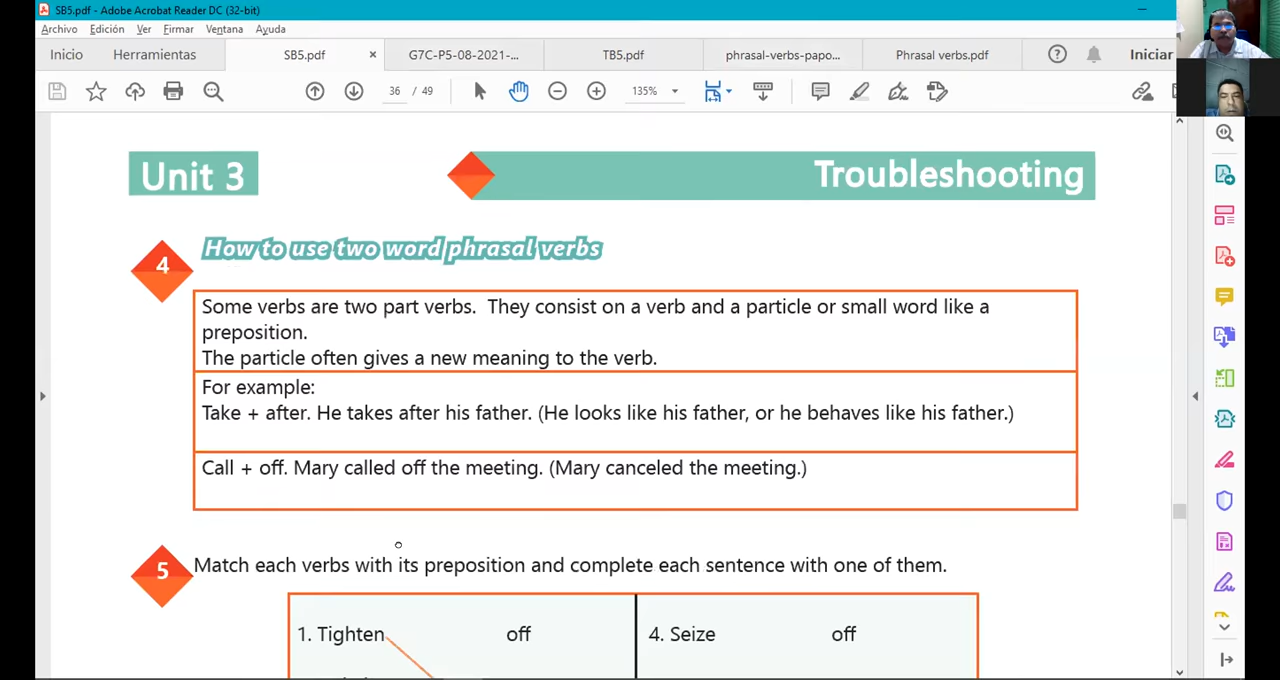 SB5.pdf - Adobe Acrobat Reader DC (32-bit)
Archivo Edición Ver Firmar Ventana Ayuda
Inicio Herramientas SB5.pdf × G7C-P5-08-2021-... TB5.pdf phrasal-verbs-papo... Phrasal verbs.pdf Iniciar
36 / 49 135%
Unit 3 Troubleshooting
4 How to use two word phrasal verbs
Some verbs are two part verbs. They consist on a verb and a particle or small word like a
preposition.
The particle often gives a new meaning to the verb.
For example:
Take + after. He takes after his father. (He looks like his father, or he behaves like his father.)
Call + off. Mary called off the meeting. (Mary canceled the meeting.)
5 Match each verbs with its preposition and complete each sentence with one of them.
1. Tighten off 4. Seize off